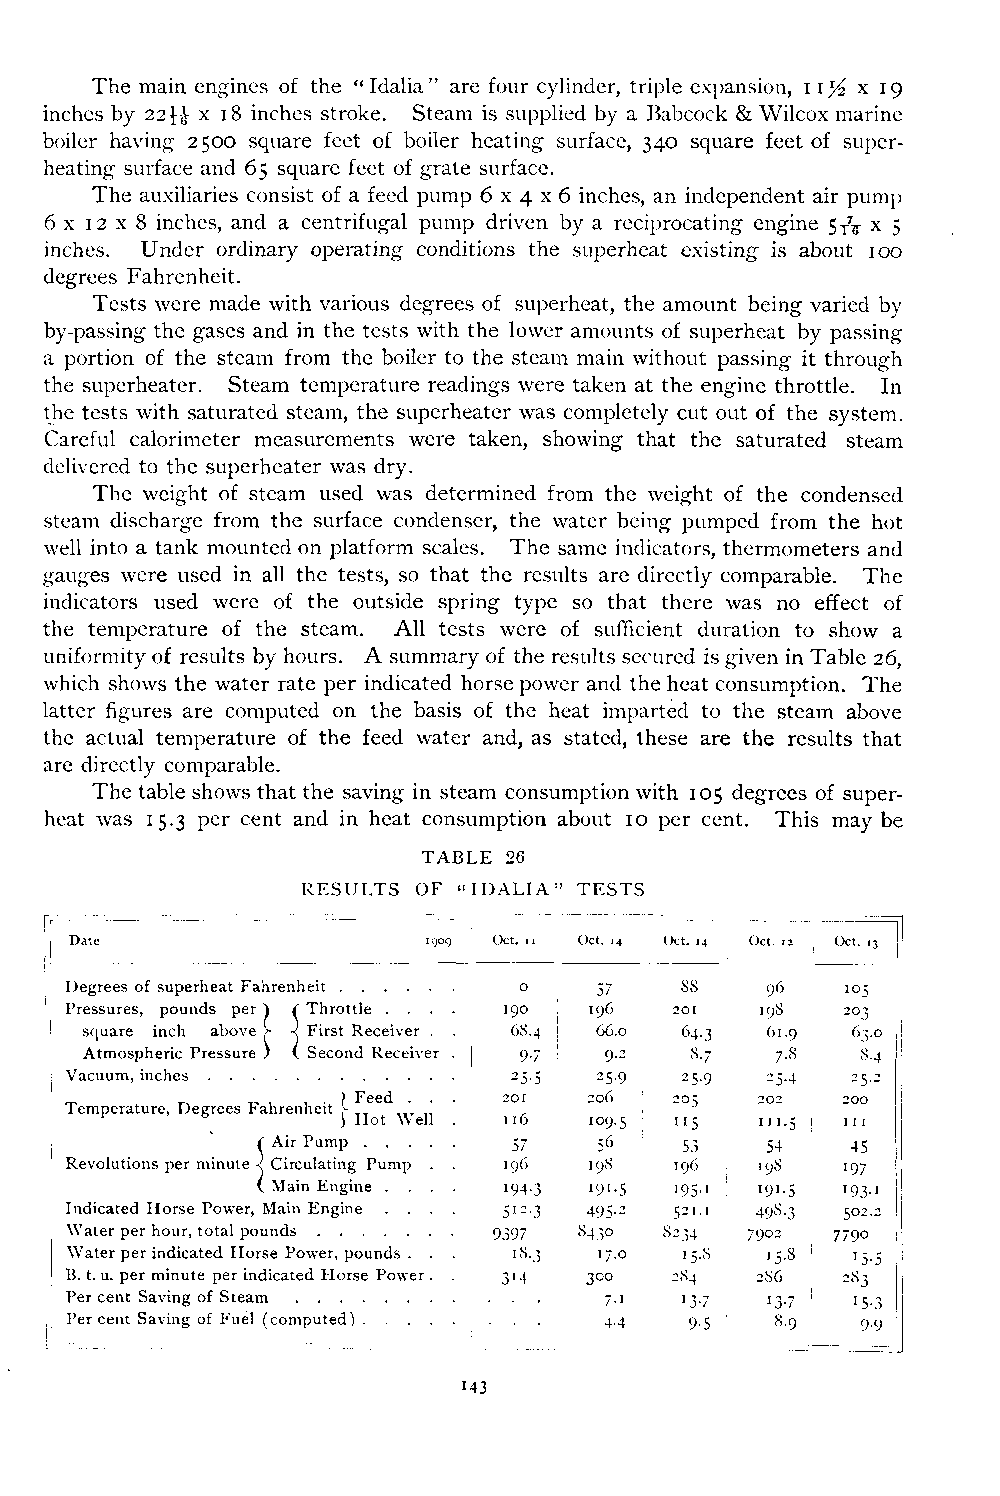 The main engines of the “Idalia” are four cylinder, triple expansion, 11½ x 19
inches by 22 11/16 x 18 inches stroke. Steam is supplied by a Babcock & Wilcox marine
boiler having 2500 square feet of boiler heating surface, 340 square feet of super-
heating surface and 65 square feet of grate surface.
The auxiliaries consist of a feed pump 6 x 4 x 6 inches, an independent air pump
6 x 12 x 8 inches, and a centrifugal pump driven by a reciprocating engine 5 7/16 x 5
inches. Under ordinary operating conditions the superheat existing is about 100
degrees Fahrenheit.
Tests were made with various degrees of superheat, the amount being varied by
by-passing the gases and in the tests with the lower amounts of superheat by passing
a portion of the steam from the boiler to the steam main without passing it through
the superheater. Steam temperature readings were taken at the engine throttle. In
the tests with saturated steam, the superheater was completely cut out of the system.
Careful calorimeter measurements were taken, showing that the saturated steam
delivered to the superheater was dry.
The weight of steam used was determined from the weight of the condensed
steam discharge from the surface condenser, the water being pumped from the hot
well into a tank mounted on platform scales. The same indicators, thermometers and
gauges were used in all the tests, so that the results are directly comparable. The
indicators used were of the outside spring type so that there was no effect of
the temperature of the steam. All tests were of sufficient duration to show a
uniformity of results by hours. A summary of the results secured is given in Table 26,
which shows the water rate per indicated horse power and the heat consumption. The
latter figures are computed on the basis of the heat imparted to the steam above
the actual temperature of the feed water and, as stated, these are the results that
are directly comparable.
The table shows that the saving in steam consumption with 105 degrees of super-
heat was 15.3 per cent and in heat consumption about 10 per cent. This may be
TABLE 26
RESULTS OF “IDALIA” TESTS
Date 1909 Oct. 11 Oct. 14 Oct. 14 Oct. 12 Oct. 13
Degrees of superheat Fahrenheit . . . . . . 0 57 88 96 105
Pressures, pounds per } { Throttle . . . . 190 196 201 198 203
square inch above } { First Receiver . . 68.4 66.0 64.3 61.9 63.0
Atmospheric Pressure } { Second Receiver . 9.7 9.2 8.7 7.8 8.4
Vacuum, inches . . . . . . . . . . . . 25.5 25.9 25.9 25.4 25.2
Temperature, Degrees Fahrenheit } Feed . . . 201 206 205 202 200
} Hot Well . 116 109.5 115 111.5 111
{ Air Pump . . . . . 57 56 53 54 45
Revolutions per minute { Circulating Pump . . 196 198 196 198 197
{ Main Engine . . . . 194.3 191.5 195.1 191.5 193.1
Indicated Horse Power, Main Engine . . . . 512.3 495.2 521.1 498.3 502.2
Water per hour, total pounds . . . . . . . 9397 8430 8234 7902 7790
Water per indicated Horse Power, pounds . . . 18.3 17.0 15.8 15.8 15.5
B. t. u. per minute per indicated Horse Power . . 314 300 284 286 283
Per cent Saving of Steam . . . . . . . . . . . 7.1 13.7 13.7 15.3
Per cent Saving of Fuel (computed) . . . . . . . . 4.4 9.5 8.9 9.9
143